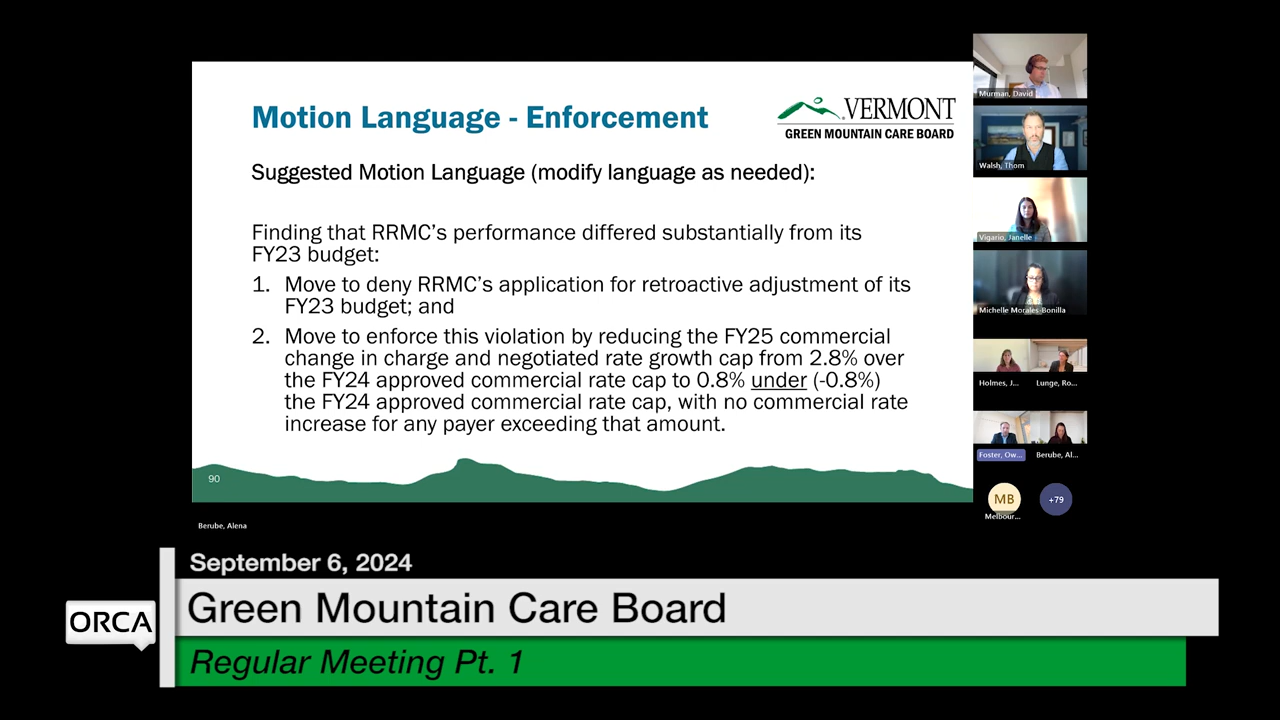 Motion Language - Enforcement
VERMONT
GREEN MOUNTAIN CARE BOARD
Suggested Motion Language (modify language as needed):
Finding that RRMC's performance differed substantially from its
FY23 budget:
1. Move to deny RRMC's application for retroactive adjustment of its
FY23 budget; and
2. Move to enforce this violation by reducing the FY25 commercial
change in charge and negotiated rate growth cap from 2.8% over
the FY24 approved commercial rate cap to 0.8% under (-0.8%)
the FY24 approved commercial rate cap, with no commercial rate
increase for any payer exceeding that amount.
90
Berube, Alena
Murman, David
Walsh, Thom
Vigario, Janelle
Michelle Morales-Bonilla
Holmes, J...
Lunge, Ro...
Foster, Ow...
Berube, Al...
MB
+79
Melbour...
September 6, 2024
ORCA
Green Mountain Care Board
Regular Meeting Pt. 1